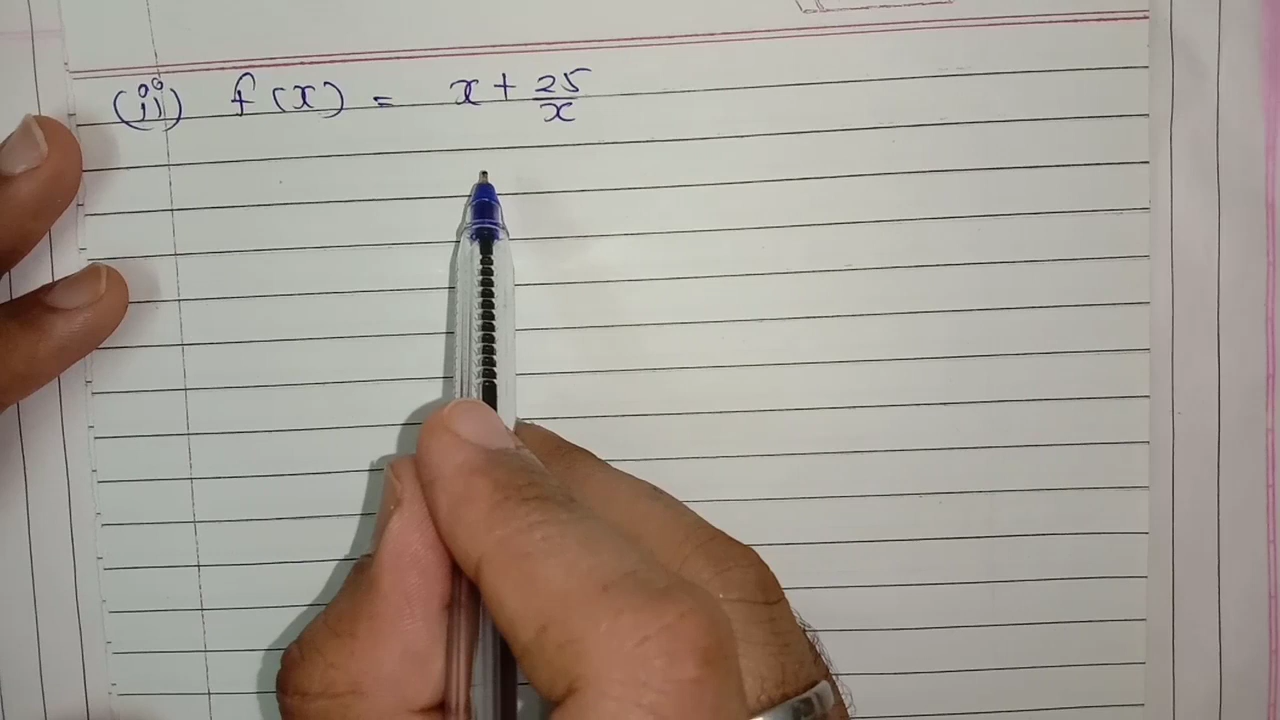 (ii) f(x) = x + 25/x